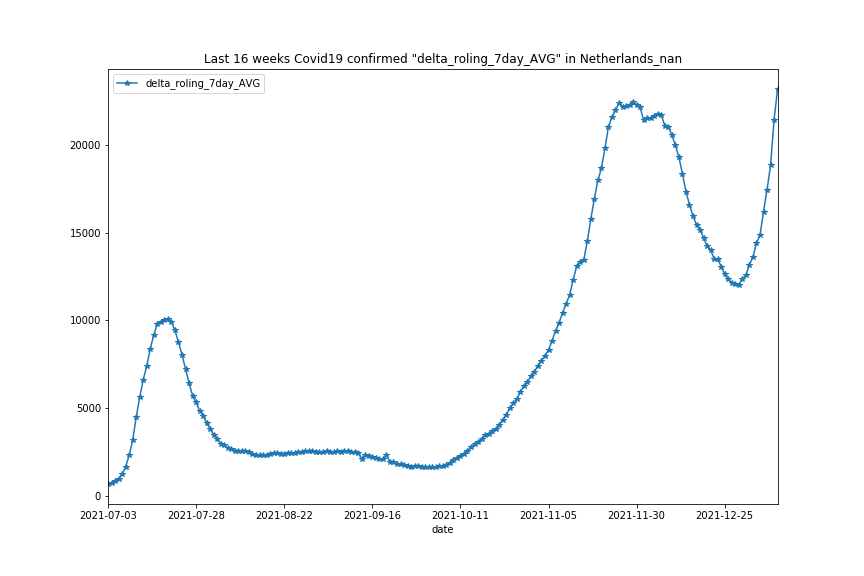 Last 16 weeks Covid19 confirmed "delta_roling_7day_AVG" in Netherlands_nan
delta_roling_7day_AVG
20000
15000
10000
5000
0
2021-07-03 2021-07-28 2021-08-22 2021-09-16 2021-10-11 2021-11-05 2021-11-30 2021-12-25
date